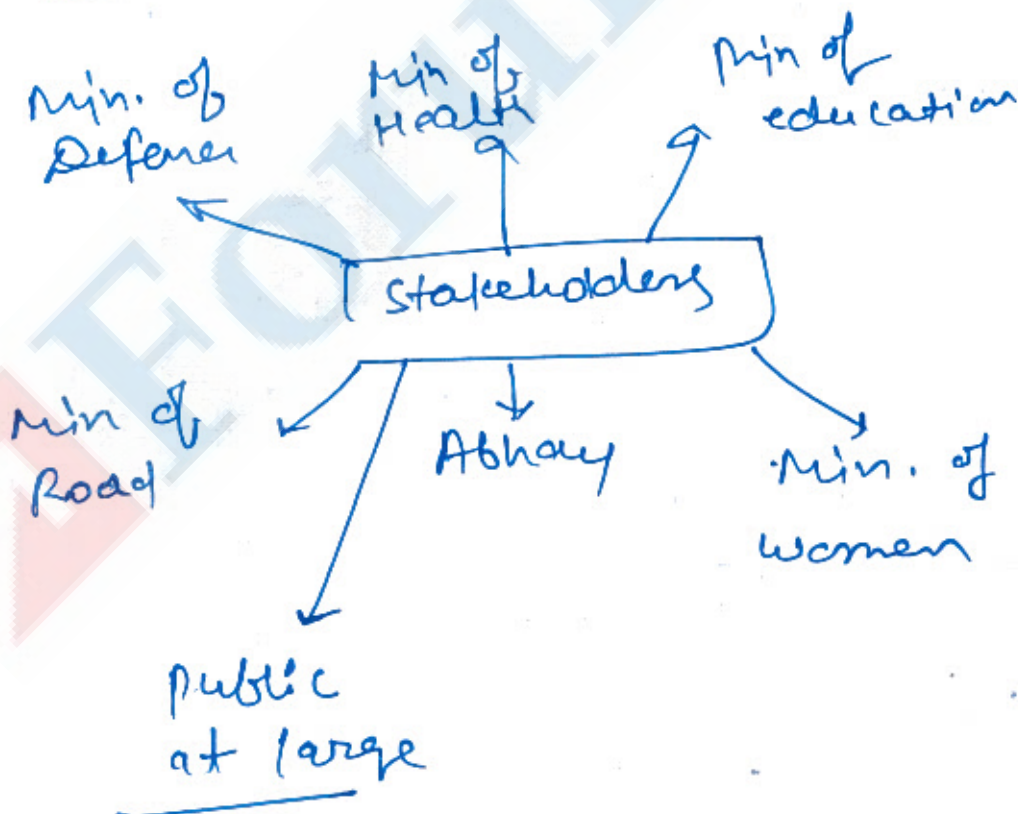 Min. of
Defence
Min of
Health
Min of
education
Stakeholders
Min of
Road
Abhay
Min. of
women
public
at large